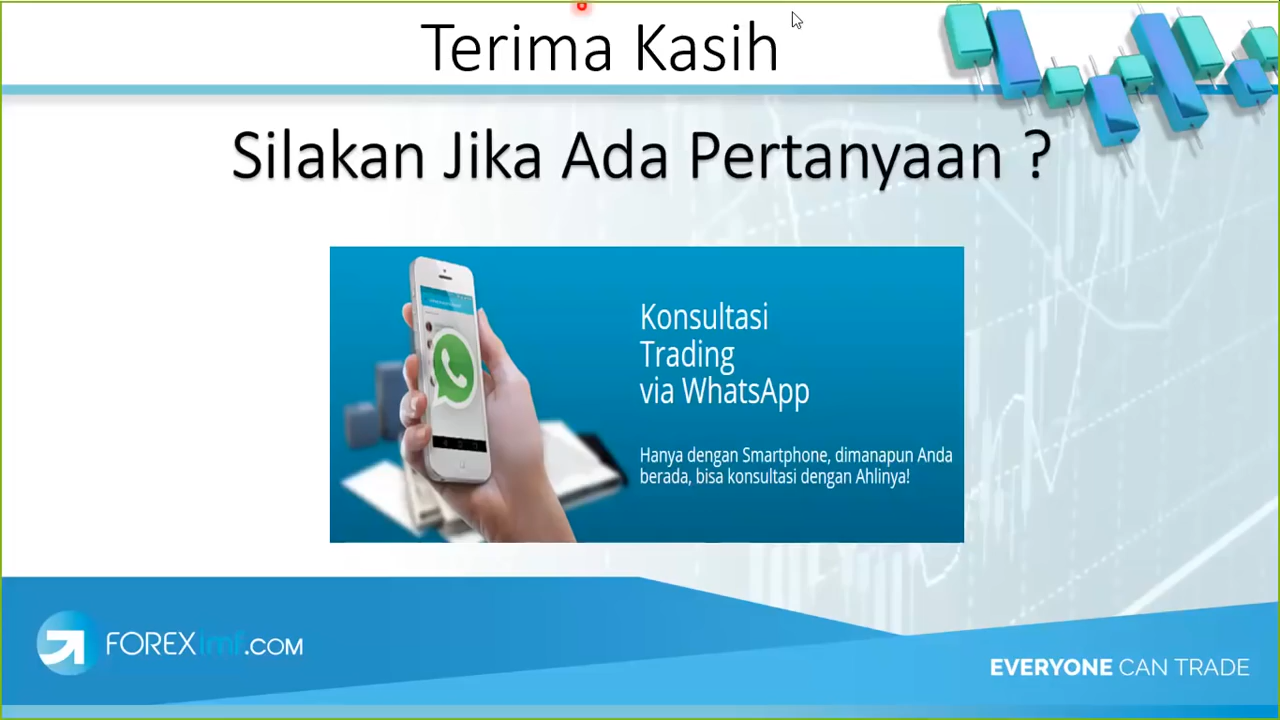 Terima Kasih
Silakan Jika Ada Pertanyaan ?
Konsultasi
Trading
via WhatsApp
Hanya dengan Smartphone, dimanapun Anda
berada, bisa konsultasi dengan Ahlinya!
FOREXimf.COM
EVERYONE CAN TRADE